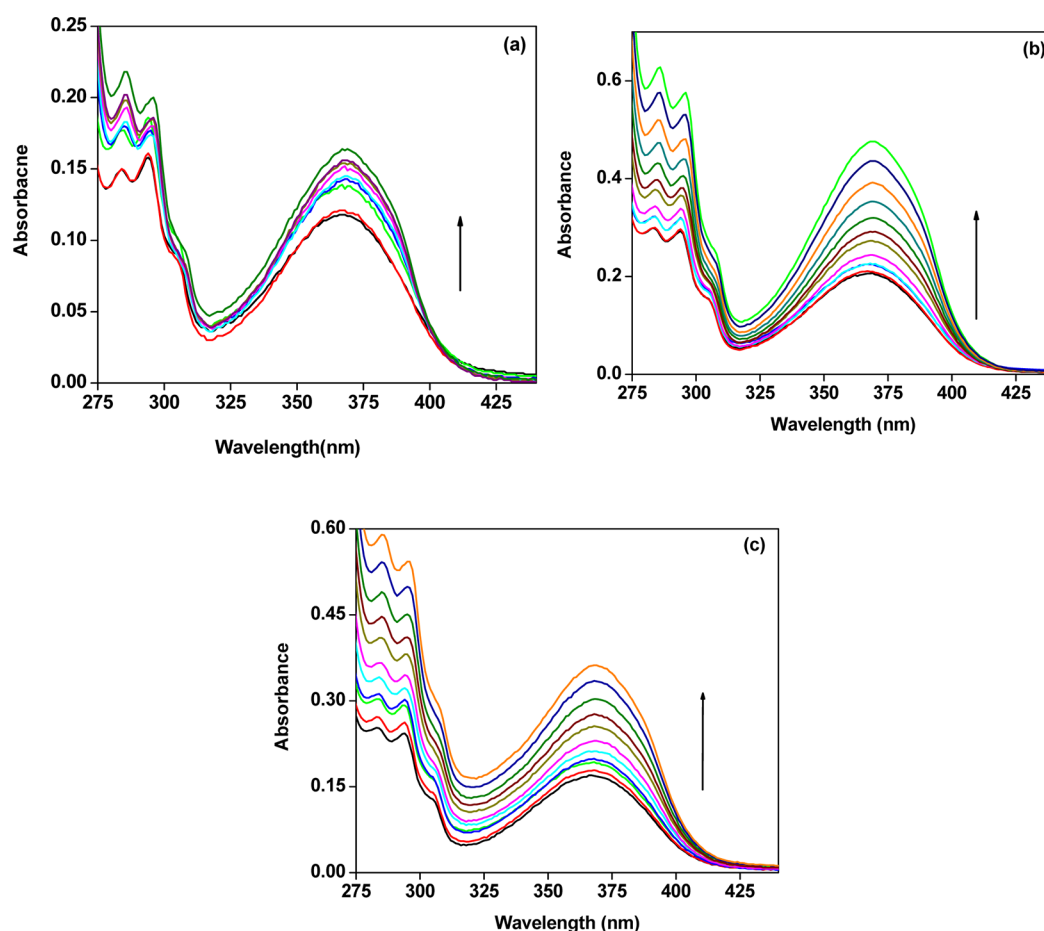 (a)
0.25
0.20
0.15
0.10
0.05
0.00
Absorbacne
275 300 325 350 375 400 425
Wavelength(nm)
(b)
0.6
0.4
0.2
0.0
Absorbance
275 300 325 350 375 400 425
Wavelength (nm)
(c)
0.60
0.45
0.30
0.15
0.00
Absorbance
275 300 325 350 375 400 425
Wavelength (nm)